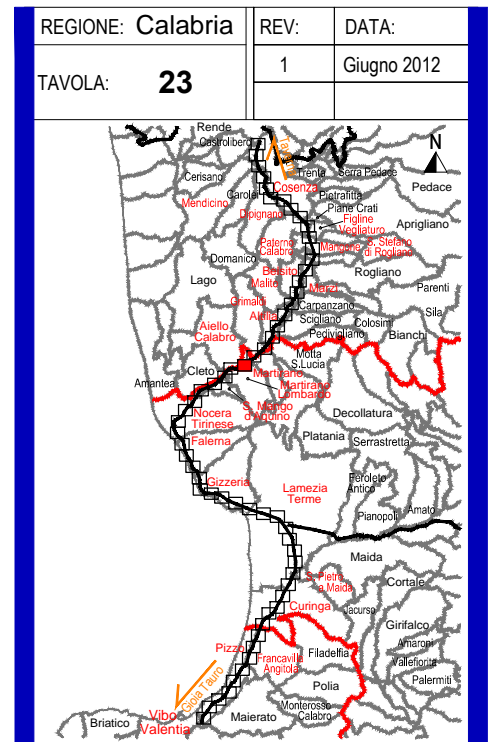 REGIONE: Calabria
REV:
DATA:
TAVOLA: 23
1
Giugno 2012
Rende
Castrolibero
Taranto
N
Cerisano
Trenta
Serra Pedace
Carolei
Cosenza
Pedace
Mendicino
Pietrafitta
Dipignano
Piane Crati
Figline
Vegliaturo
Aprigliano
Paterno
Calabro
Mangone
S. Stefano
di Rogliano
Domanico
Belsito
Rogliano
Lago
Malito
Marzi
Parenti
Grimaldi
Carpanzano
Sila
Altilia
Scigliano
Colosimi
Aiello
Calabro
Pedivigliano
Bianchi
Motta
S.Lucia
Cleto
Martirano
Amantea
Martirano
Lombardo
S. Mango
d'Aquino
Nocera
Tirinese
Decollatura
Platania
Falerna
Serrastretta
Gizzeria
Lamezia
Terme
Feroleto
Antico
Pianopoli
Amato
Maida
S. Pietro
a Maida
Cortale
Curinga
Jacurso
Girifalco
Pizzo
Amaroni
Francavilla
Angitola
Filadelfia
Vallefiorita
Gioia Tauro
Polia
Palermiti
Vibo
Valentia
Briatico
Maierato
Monterosso
Calabro